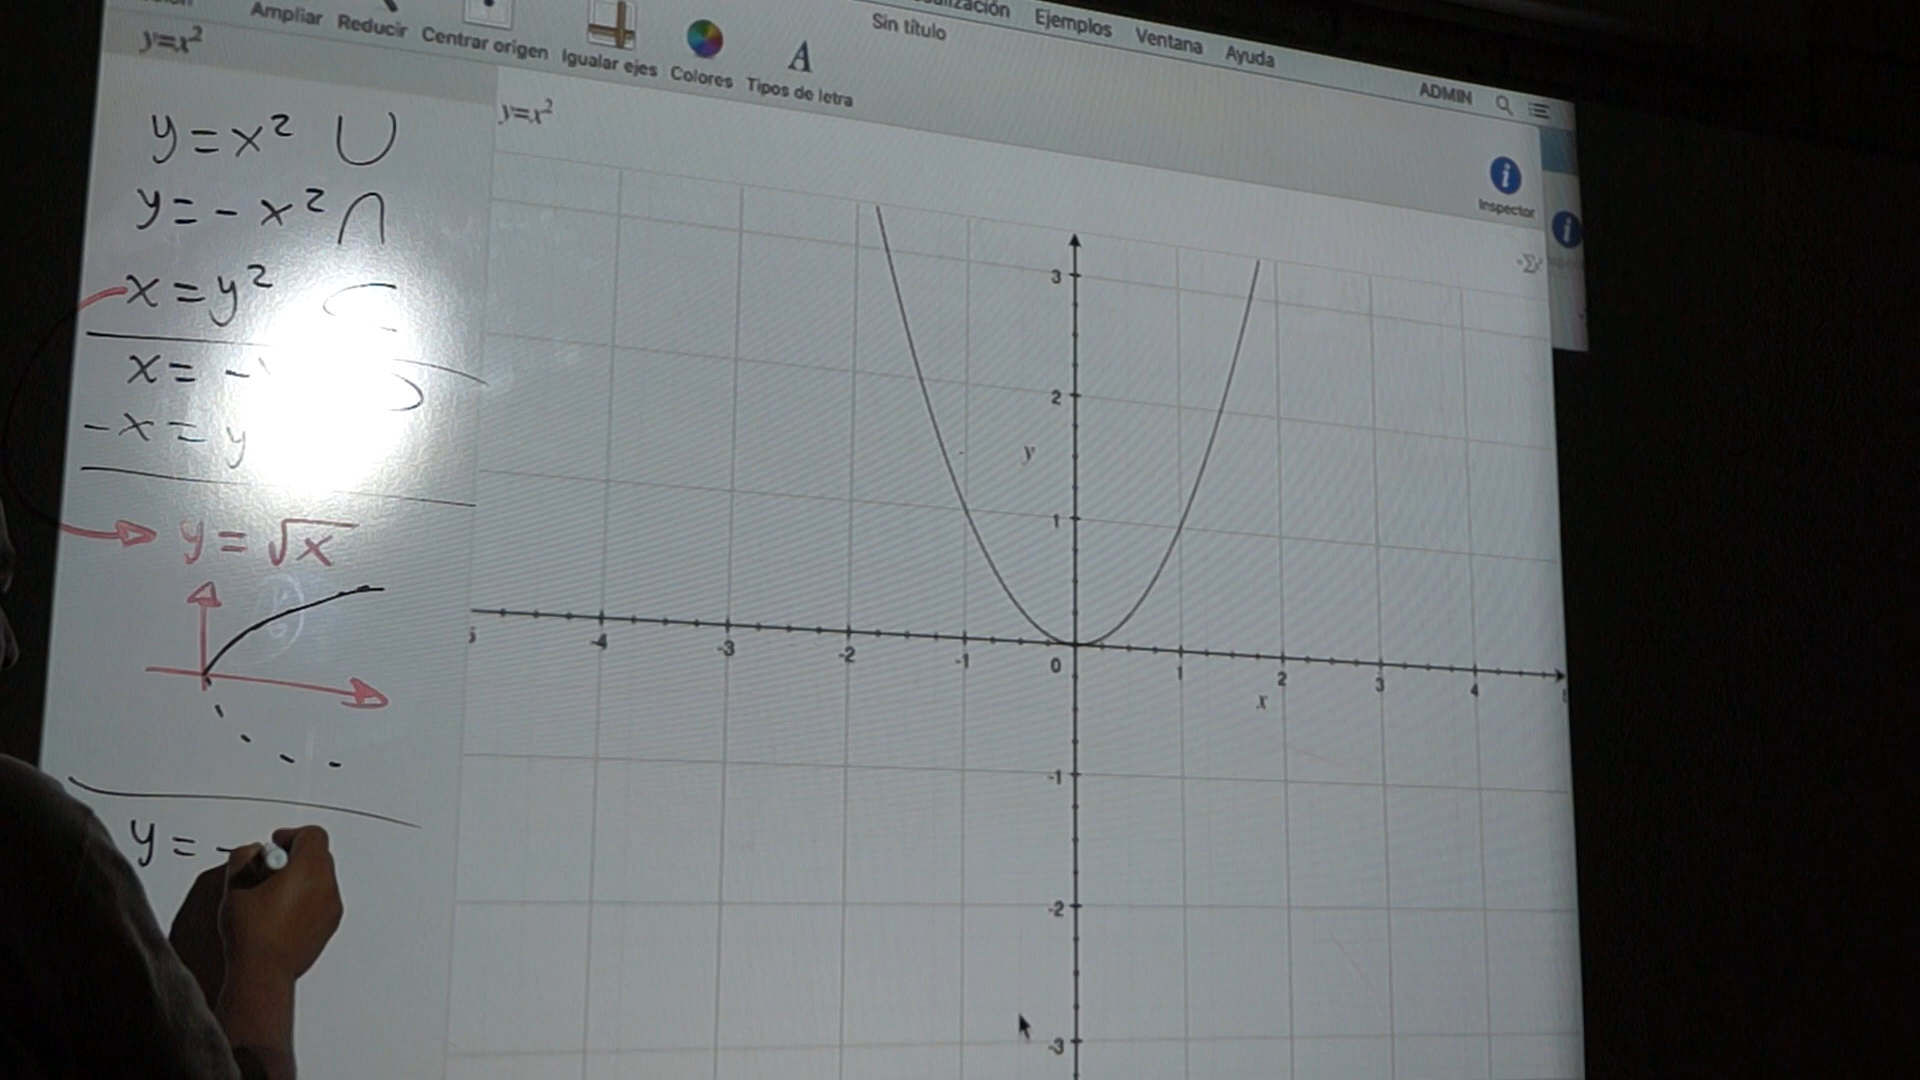 Ampliar Reducir Centrar origen Igualar ejes Colores Tipos de letra
Sin título
Ejemplos Ventana Ayuda
ADMIN
Inspector
y=x²
y=x²
y = x²
y = - x²
x = y²
x = -
-x = y
y = √x
y = -
3
2
y
1
-4 -3 -2 -1 0 1 2 3 4
x
-1
-2
-3